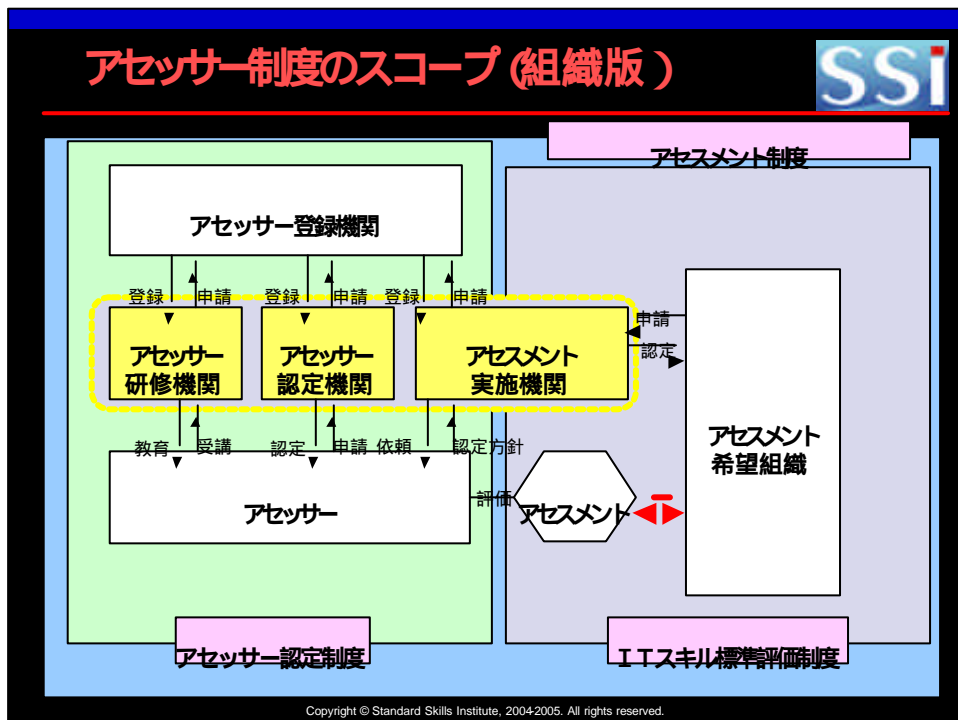 アセッサー制度のスコープ(組織版)
SSi
アセスメント制度
アセッサー登録機関
登録 申請 登録 申請 登録 申請
アセッサー
研修機関
アセッサー
認定機関
アセスメント
実施機関
申請
認定
アセスメント
希望組織
教育 受講 認定 申請 依頼 認定方針
アセッサー
評価
アセスメント
アセッサー認定制度
ITスキル標準評価制度
Copyright © Standard Skills Institute, 2004-2005. All rights reserved.